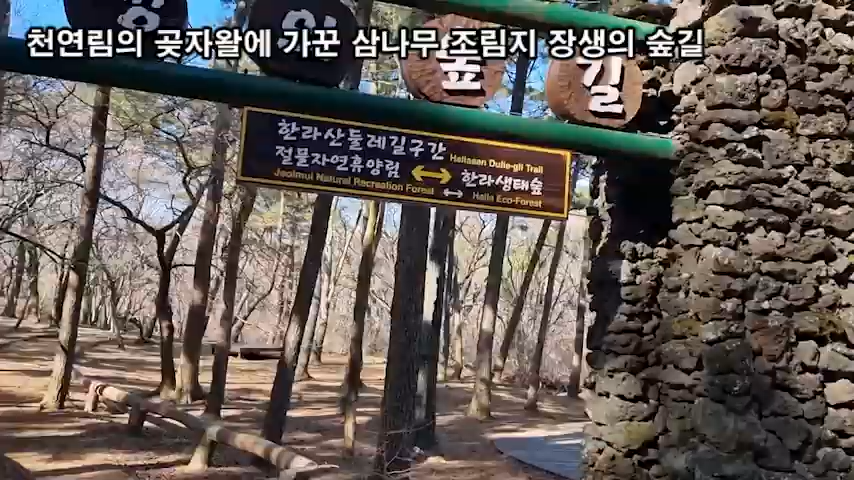 천연림의 곶자왈에 가꾼 삼나무 조림지 장생의 숲길
숲 길
한라산둘레길구간 Hallasan Dulle-gil Trail
절물자연휴양림 한라생태숲
Jeolmul Natural Recreation Forest Halla Eco-Forest